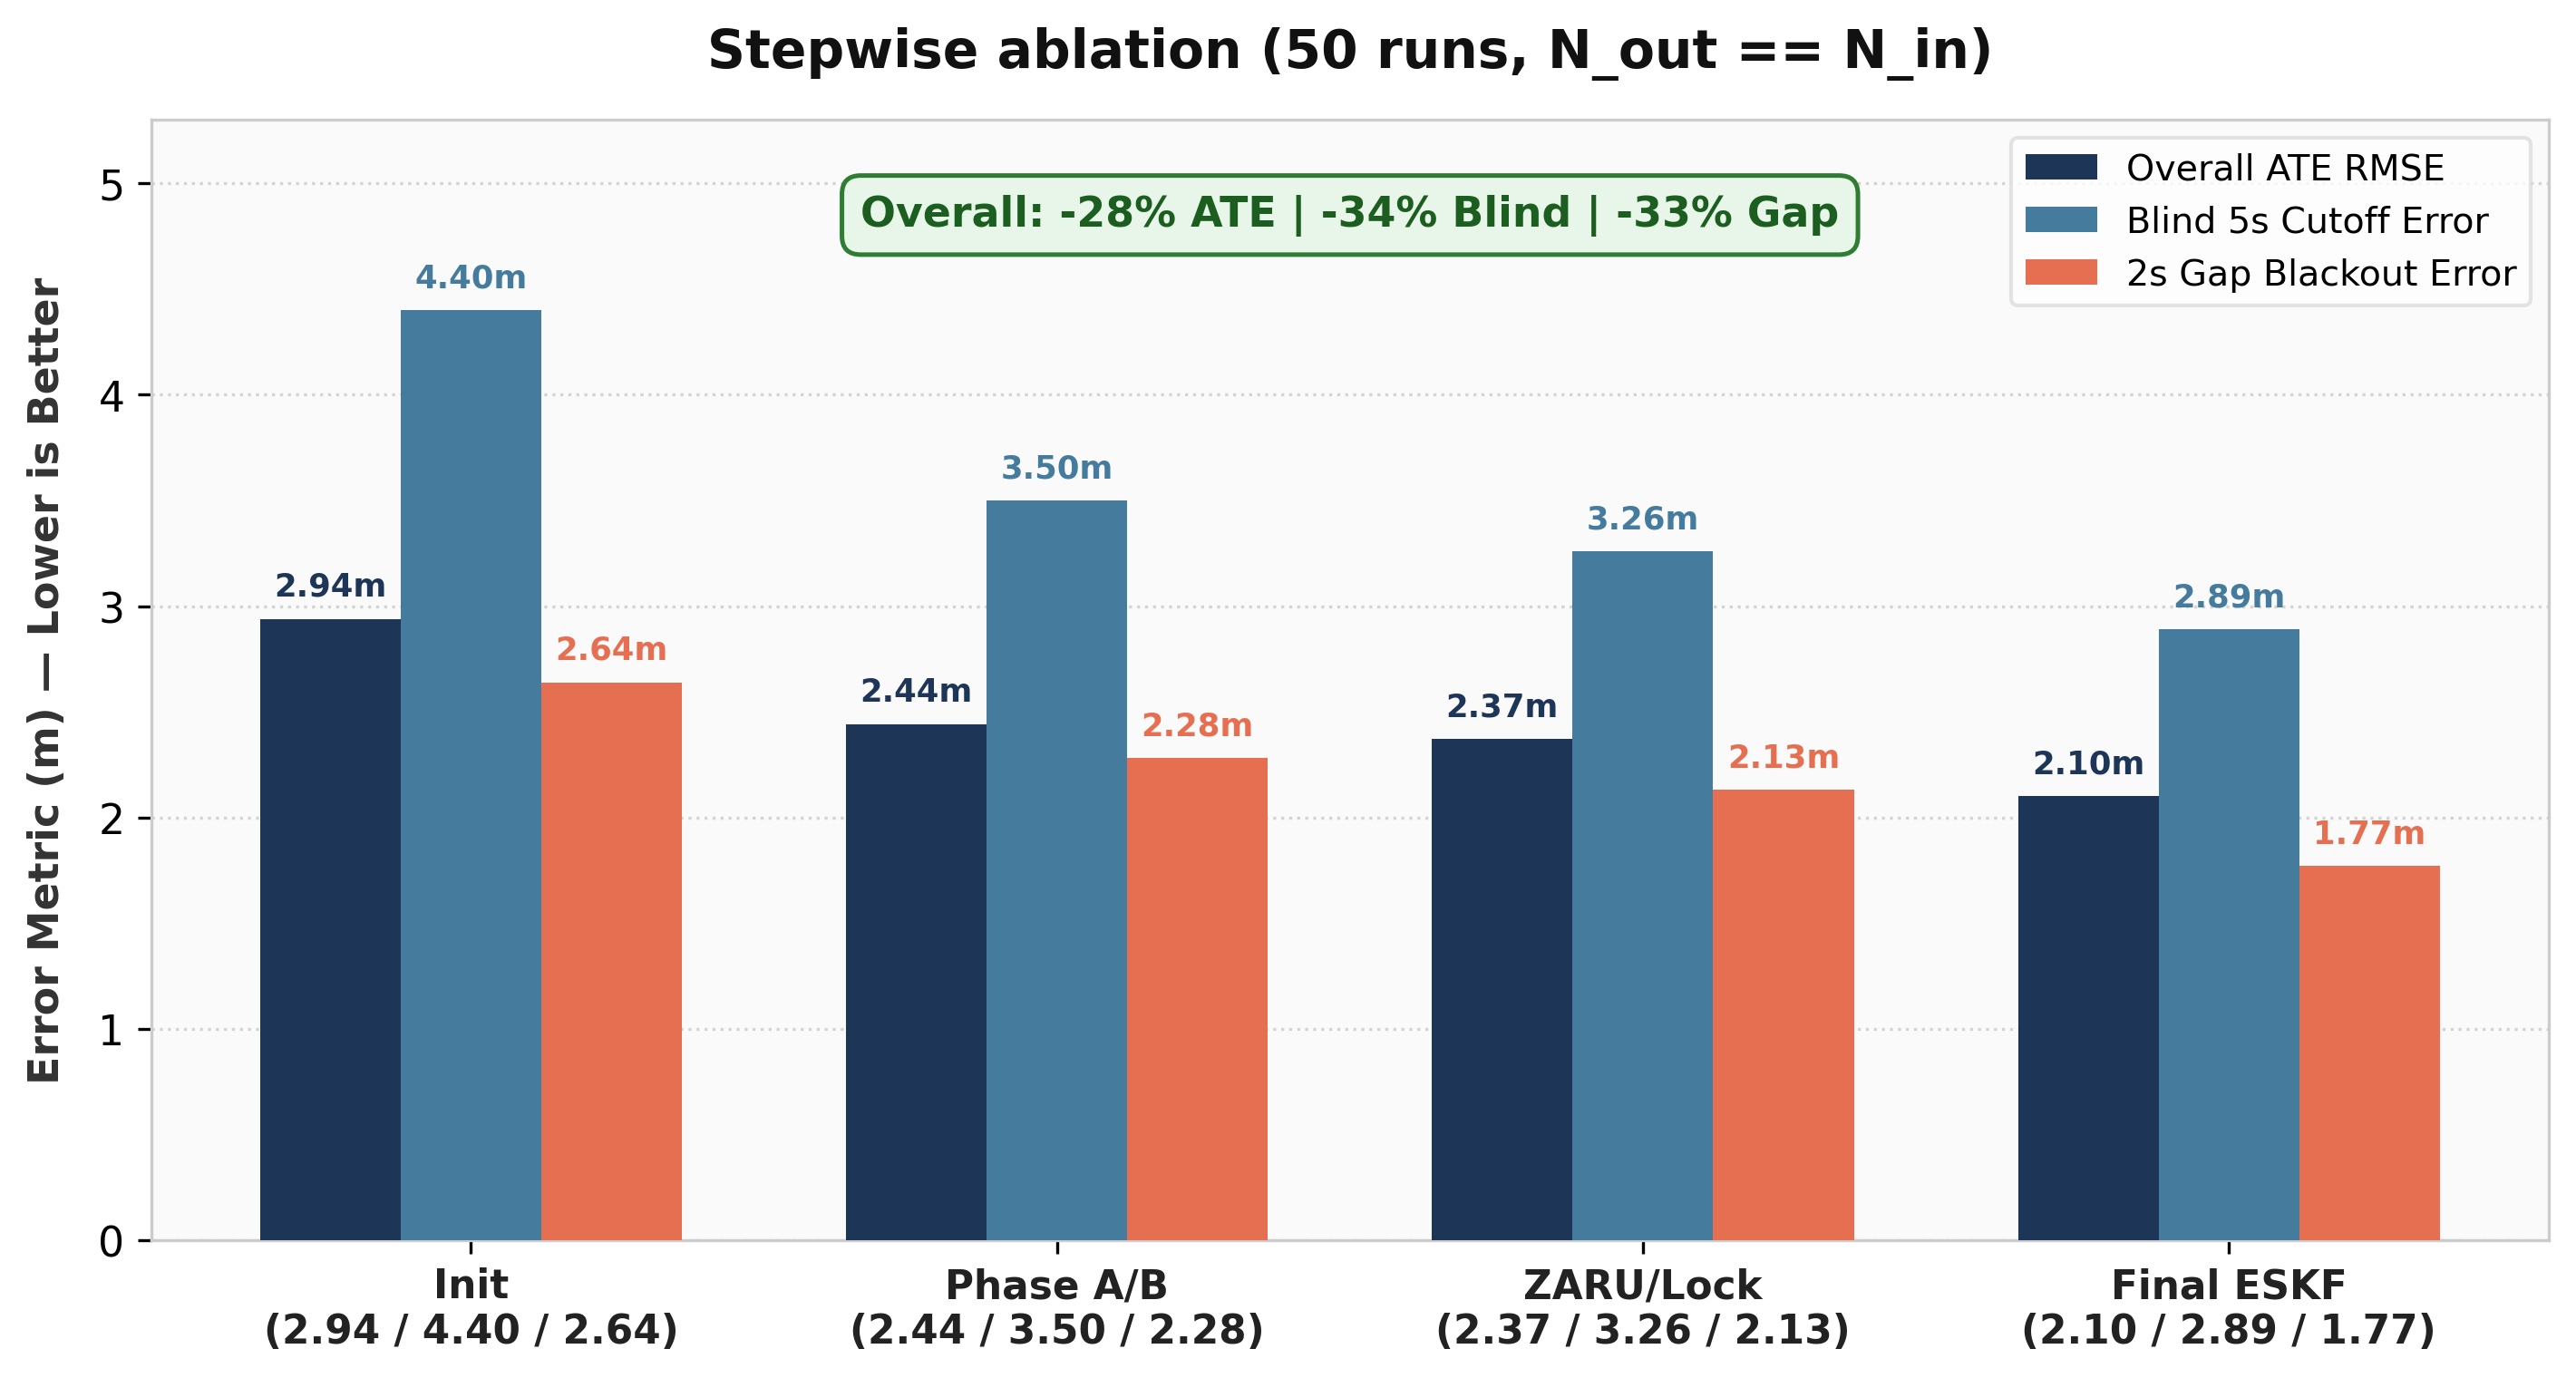 Stepwise ablation (50 runs, N_out == N_in)
Overall: -28% ATE | -34% Blind | -33% Gap
Overall ATE RMSE
Blind 5s Cutoff Error
2s Gap Blackout Error
Error Metric (m) — Lower is Better
5
4
3
2
1
0
2.94m
4.40m
2.64m
2.44m
3.50m
2.28m
2.37m
3.26m
2.13m
2.10m
2.89m
1.77m
Init
(2.94 / 4.40 / 2.64)
Phase A/B
(2.44 / 3.50 / 2.28)
ZARU/Lock
(2.37 / 3.26 / 2.13)
Final ESKF
(2.10 / 2.89 / 1.77)